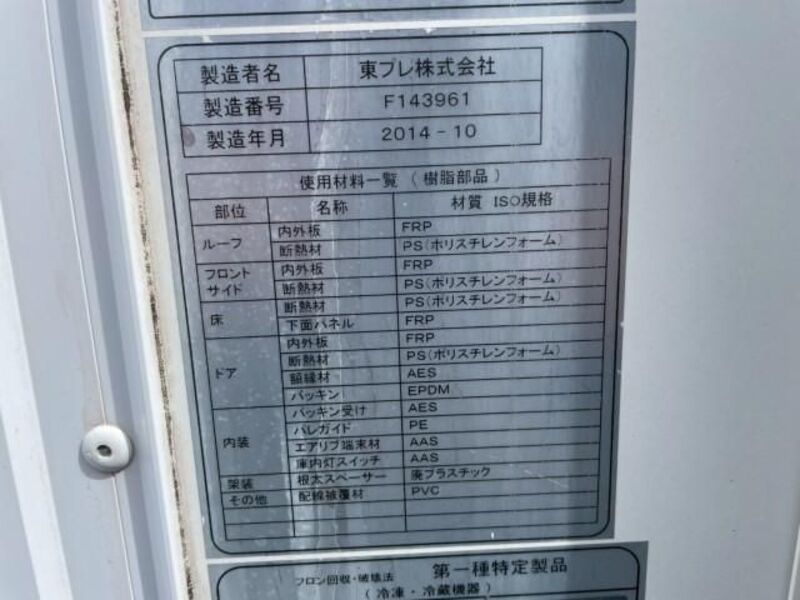 製造者名 東プレ株式会社
製造番号 F143961
製造年月 2014-10
使用材料一覧 (樹脂部品)
部位 名称 材質 ISO規格
ルーフ 内外板 FRP
断熱材 PS(ポリスチレンフォーム)
フロント サイド 内外板 FRP
断熱材 PS(ポリスチレンフォーム)
床 断熱材 PS(ポリスチレンフォーム)
下面パネル FRP
ドア 内外板 FRP
断熱材 PS(ポリスチレンフォーム)
額縁材 AES
パッキン EPDM
内装 パッキン受け AES
バレガイド PE
エアリブ端末材 AAS
庫内灯スイッチ AAS
架装 根太スペーサー 廃プラスチック
その他 配線被覆材 PVC
フロン回収・破壊法 第一種特定製品
(冷凍・冷蔵機器)